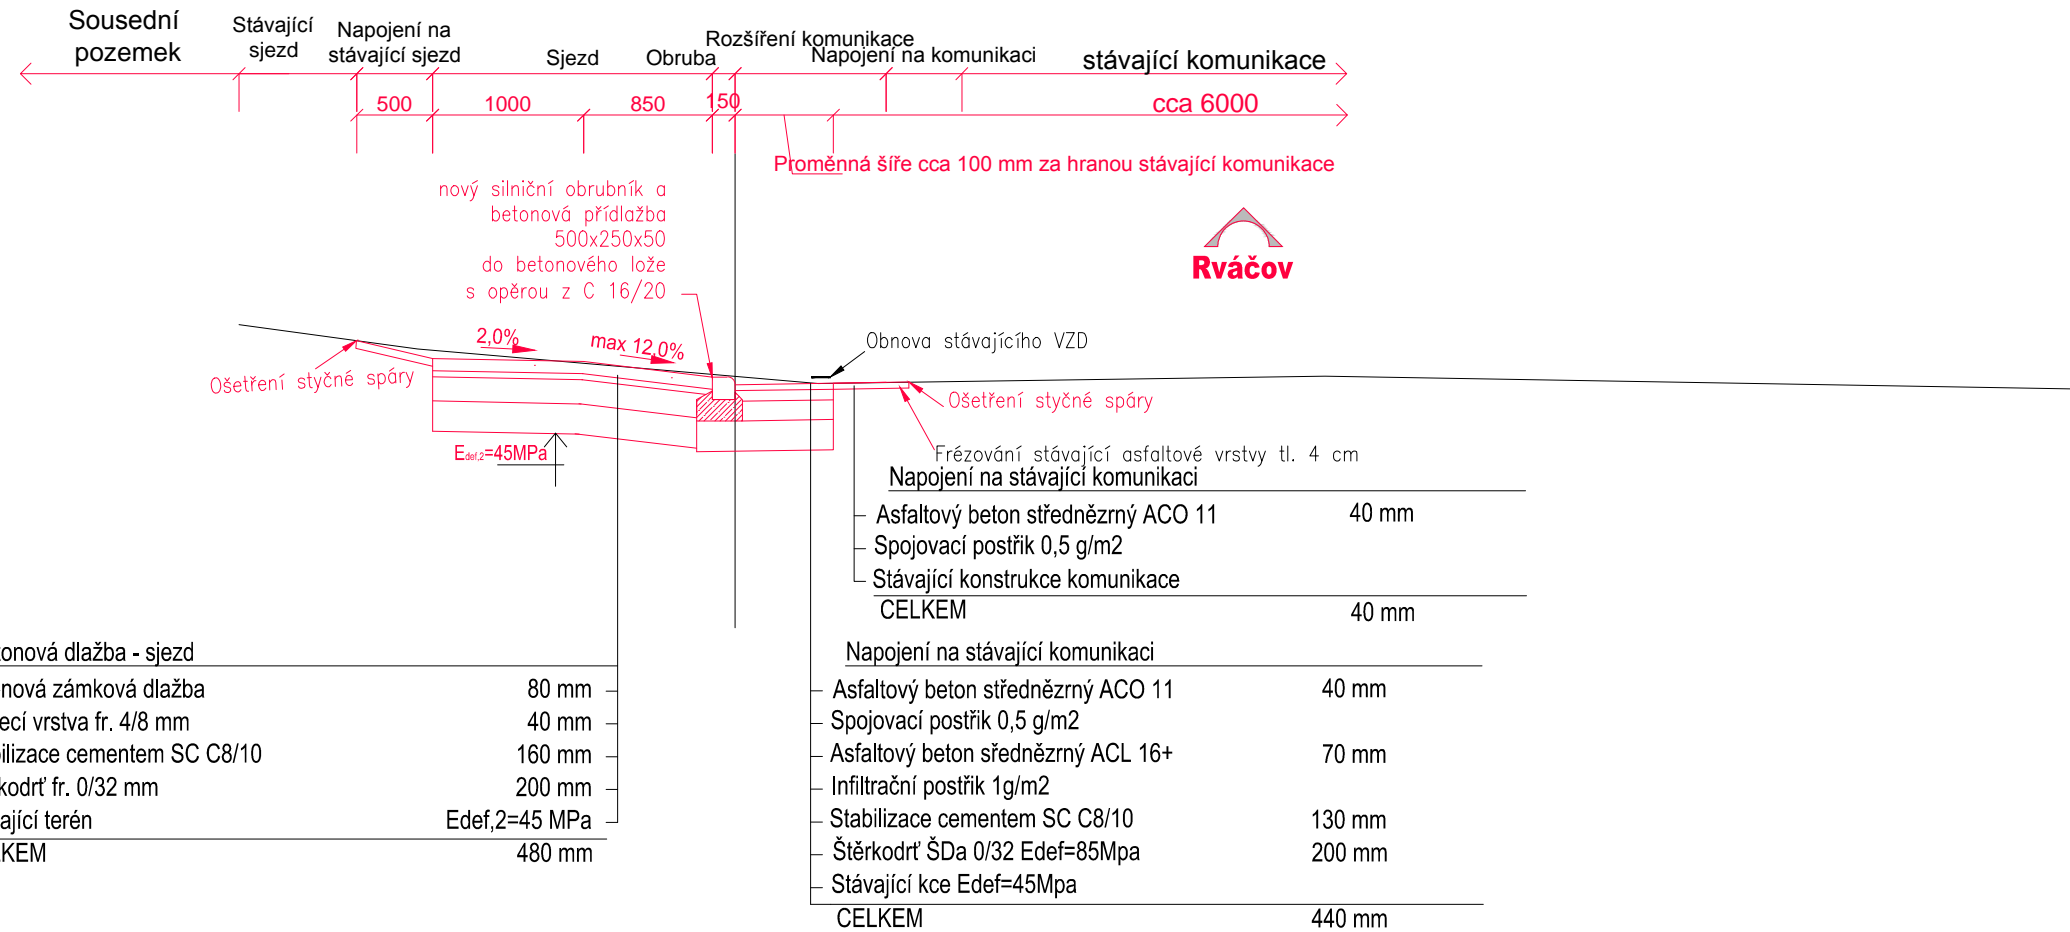 Sousední
pozemek
Stávající
sjezd
Napojení na
stávající sjezd
Sjezd
Obruba
Rozšíření komunikace
Napojení na komunikaci
stávající komunikace
500
1000
850
150
cca 6000
Proměnná šíře cca 100 mm za hranou stávající komunikace
nový silniční obrubník a
betonová přídlažba
500x250x50
do betonového lože
s opěrou z C 16/20
Rváčov
2,0%
max 12,0%
Obnova stávajícího VZD
Ošetření styčné spáry
Ošetření styčné spáry
Edef,2=45MPa
Frézování stávající asfaltové vrstvy tl. 4 cm
Napojení na stávající komunikaci
Asfaltový beton střednězrný ACO 11 40 mm
Spojovací postřik 0,5 g/m2
Stávající konstrukce komunikace
CELKEM 40 mm
onová dlažba - sjezd
nová zámková dlažba 80 mm
ecí vrstva fr. 4/8 mm 40 mm
ilizace cementem SC C8/10 160 mm
kodrť fr. 0/32 mm 200 mm
ající terén Edef,2=45 MPa
KEM 480 mm
Napojení na stávající komunikaci
Asfaltový beton střednězrný ACO 11 40 mm
Spojovací postřik 0,5 g/m2
Asfaltový beton sřednězrný ACL 16+ 70 mm
Infiltrační postřik 1g/m2
Stabilizace cementem SC C8/10 130 mm
Štěrkodrť ŠDa 0/32 Edef=85Mpa 200 mm
Stávající kce Edef=45Mpa
CELKEM 440 mm